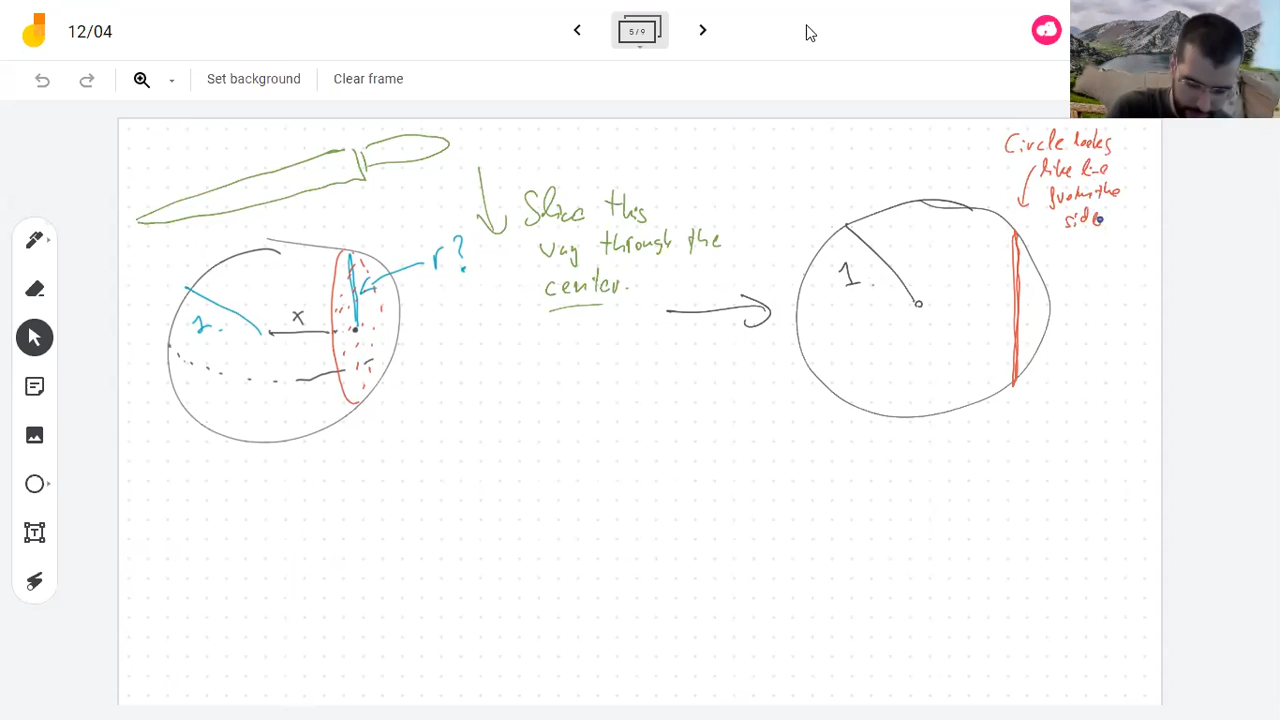 12/04
5/9
Set background
Clear frame
Slice this
way through the
center.
r?
1.
x
1.
Circle looks
like line
from the
side
T